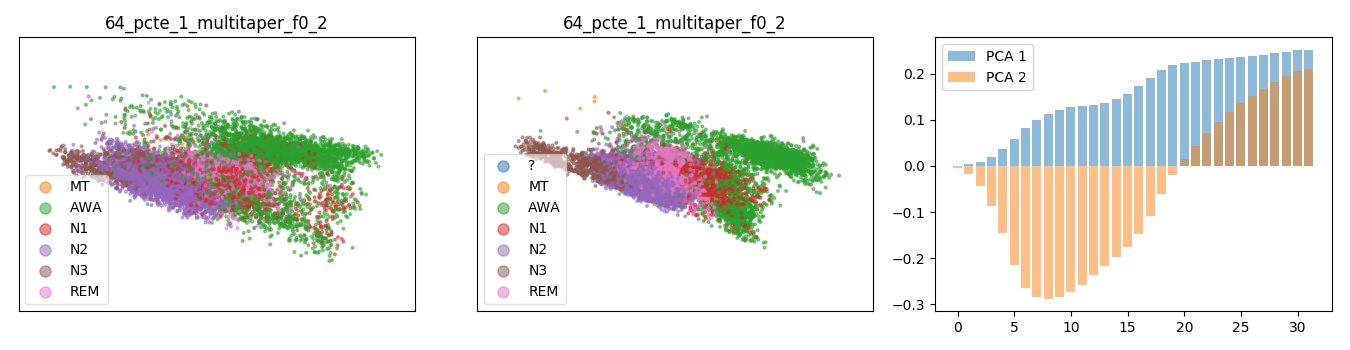 64_pcte_1_multitaper_f0_2
MT
AWA
N1
N2
N3
REM
64_pcte_1_multitaper_f0_2
?
MT
AWA
N1
N2
N3
REM
PCA 1
PCA 2
0.2
0.1
0.0
−0.1
−0.2
−0.3
0 5 10 15 20 25 30